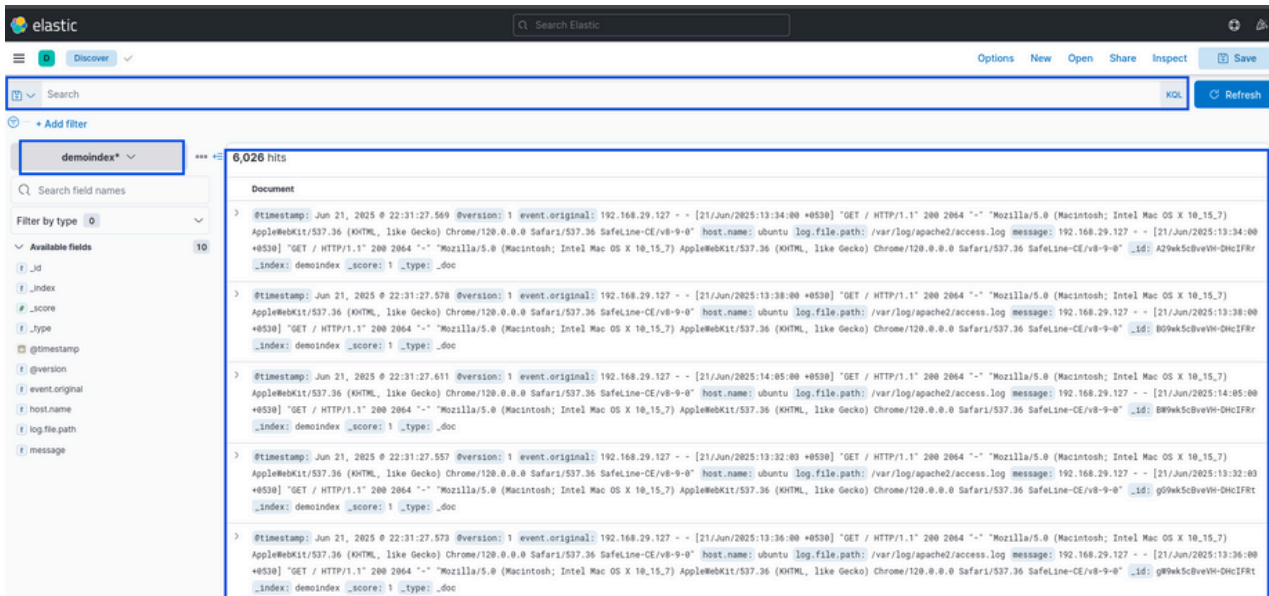 elastic
Search Elastic
D Discover
Options New Open Share Inspect Save
Search KQL Refresh
+ Add filter
demoindex*
6,026 hits
Search field names
Document
Filter by type 0
Available fields 10
t _id
t _index
# _score
t _type
@timestamp
t @version
t event.original
t host.name
t log.file.path
t message
@timestamp: Jun 21, 2025 @ 22:31:27.569 @version: 1 event.original: 192.168.29.127 - - [21/Jun/2025:13:34:00 +0530] "GET / HTTP/1.1" 200 2064 "-" "Mozilla/5.0 (Macintosh; Intel Mac OS X 10_15_7)
AppleWebKit/537.36 (KHTML, like Gecko) Chrome/120.0.0.0 Safari/537.36 SafeLine-CE/v8-9-0" host.name: ubuntu log.file.path: /var/log/apache2/access.log message: 192.168.29.127 - - [21/Jun/2025:13:34:00
+0530] "GET / HTTP/1.1" 200 2064 "-" "Mozilla/5.0 (Macintosh; Intel Mac OS X 10_15_7) AppleWebKit/537.36 (KHTML, like Gecko) Chrome/120.0.0.0 Safari/537.36 SafeLine-CE/v8-9-0" _id:
_index: demoindex _score: 1 _type: _doc
@timestamp: Jun 21, 2025 @ 22:31:27.578 @version: 1 event.original: 192.168.29.127 - - [21/Jun/2025:13:38:00 +0530] "GET / HTTP/1.1" 200 2064 "-" "Mozilla/5.0 (Macintosh; Intel Mac OS X 10_15_7)
AppleWebKit/537.36 (KHTML, like Gecko) Chrome/120.0.0.0 Safari/537.36 SafeLine-CE/v8-9-0" host.name: ubuntu log.file.path: /var/log/apache2/access.log message: 192.168.29.127 - - [21/Jun/2025:13:38:00
+0530] "GET / HTTP/1.1" 200 2064 "-" "Mozilla/5.0 (Macintosh; Intel Mac OS X 10_15_7) AppleWebKit/537.36 (KHTML, like Gecko) Chrome/120.0.0.0 Safari/537.36 SafeLine-CE/v8-9-0" _id:
_index: demoindex _score: 1 _type: _doc
@timestamp: Jun 21, 2025 @ 22:31:27.611 @version: 1 event.original: 192.168.29.127 - - [21/Jun/2025:14:05:00 +0530] "GET / HTTP/1.1" 200 2064 "-" "Mozilla/5.0 (Macintosh; Intel Mac OS X 10_15_7)
AppleWebKit/537.36 (KHTML, like Gecko) Chrome/120.0.0.0 Safari/537.36 SafeLine-CE/v8-9-0" host.name: ubuntu log.file.path: /var/log/apache2/access.log message: 192.168.29.127 - - [21/Jun/2025:14:05:00
+0530] "GET / HTTP/1.1" 200 2064 "-" "Mozilla/5.0 (Macintosh; Intel Mac OS X 10_15_7) AppleWebKit/537.36 (KHTML, like Gecko) Chrome/120.0.0.0 Safari/537.36 SafeLine-CE/v8-9-0" _id:
_index: demoindex _score: 1 _type: _doc
@timestamp: Jun 21, 2025 @ 22:31:27.557 @version: 1 event.original: 192.168.29.127 - - [21/Jun/2025:13:32:03 +0530] "GET / HTTP/1.1" 200 2064 "-" "Mozilla/5.0 (Macintosh; Intel Mac OS X 10_15_7)
AppleWebKit/537.36 (KHTML, like Gecko) Chrome/120.0.0.0 Safari/537.36 SafeLine-CE/v8-9-0" host.name: ubuntu log.file.path: /var/log/apache2/access.log message: 192.168.29.127 - - [21/Jun/2025:13:32:03
+0530] "GET / HTTP/1.1" 200 2064 "-" "Mozilla/5.0 (Macintosh; Intel Mac OS X 10_15_7) AppleWebKit/537.36 (KHTML, like Gecko) Chrome/120.0.0.0 Safari/537.36 SafeLine-CE/v8-9-0" _id:
_index: demoindex _score: 1 _type: _doc
@timestamp: Jun 21, 2025 @ 22:31:27.573 @version: 1 event.original: 192.168.29.127 - - [21/Jun/2025:13:36:00 +0530] "GET / HTTP/1.1" 200 2064 "-" "Mozilla/5.0 (Macintosh; Intel Mac OS X 10_15_7)
AppleWebKit/537.36 (KHTML, like Gecko) Chrome/120.0.0.0 Safari/537.36 SafeLine-CE/v8-9-0" host.name: ubuntu log.file.path: /var/log/apache2/access.log message: 192.168.29.127 - - [21/Jun/2025:13:36:00
+0530] "GET / HTTP/1.1" 200 2064 "-" "Mozilla/5.0 (Macintosh; Intel Mac OS X 10_15_7) AppleWebKit/537.36 (KHTML, like Gecko) Chrome/120.0.0.0 Safari/537.36 SafeLine-CE/v8-9-0" _id:
_index: demoindex _score: 1 _type: _doc